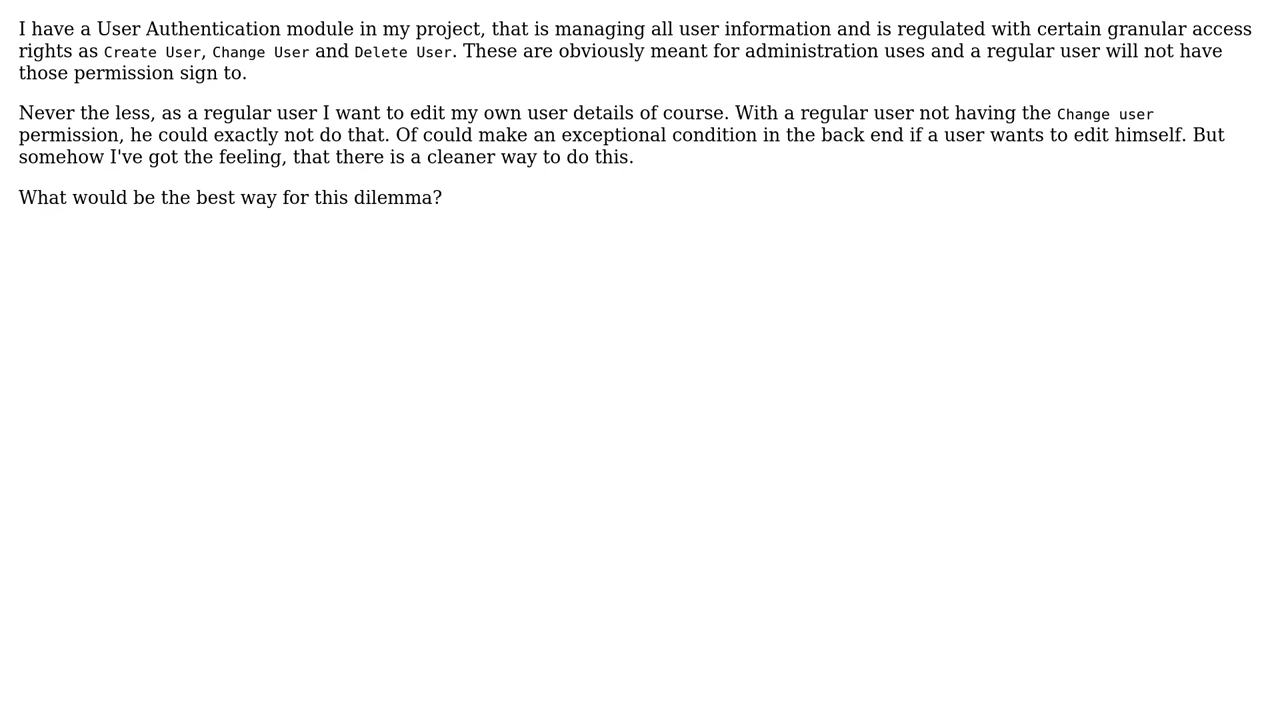 I have a User Authentication module in my project, that is managing all user information and is regulated with certain granular access
rights as Create User, Change User and Delete User. These are obviously meant for administration uses and a regular user will not have
those permission sign to.
Never the less, as a regular user I want to edit my own user details of course. With a regular user not having the Change user
permission, he could exactly not do that. Of could make an exceptional condition in the back end if a user wants to edit himself. But
somehow I've got the feeling, that there is a cleaner way to do this.
What would be the best way for this dilemma?